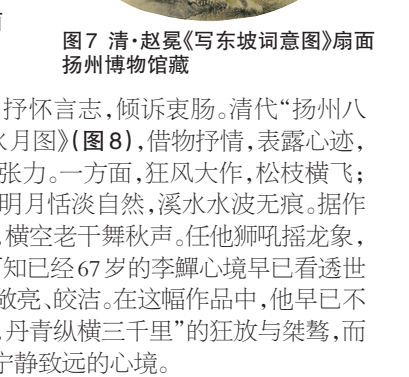 图7 清·赵冕《写东坡词意图》扇面
扬州博物馆藏
抒怀言志,倾诉衷肠。清代“扬州八
水月图》(图8),借物抒情,表露心迹,
张力。一方面,狂风大作,松枝横飞;
明月恬淡自然,溪水水波无痕。据作
横空老干舞秋声。任他狮吼摇龙象,
知已经67岁的李鱓心境早已看透世
敞亮、皎洁。在这幅作品中,他早已不
丹青纵横三千里”的狂放与桀骜,而
宁静致远的心境。